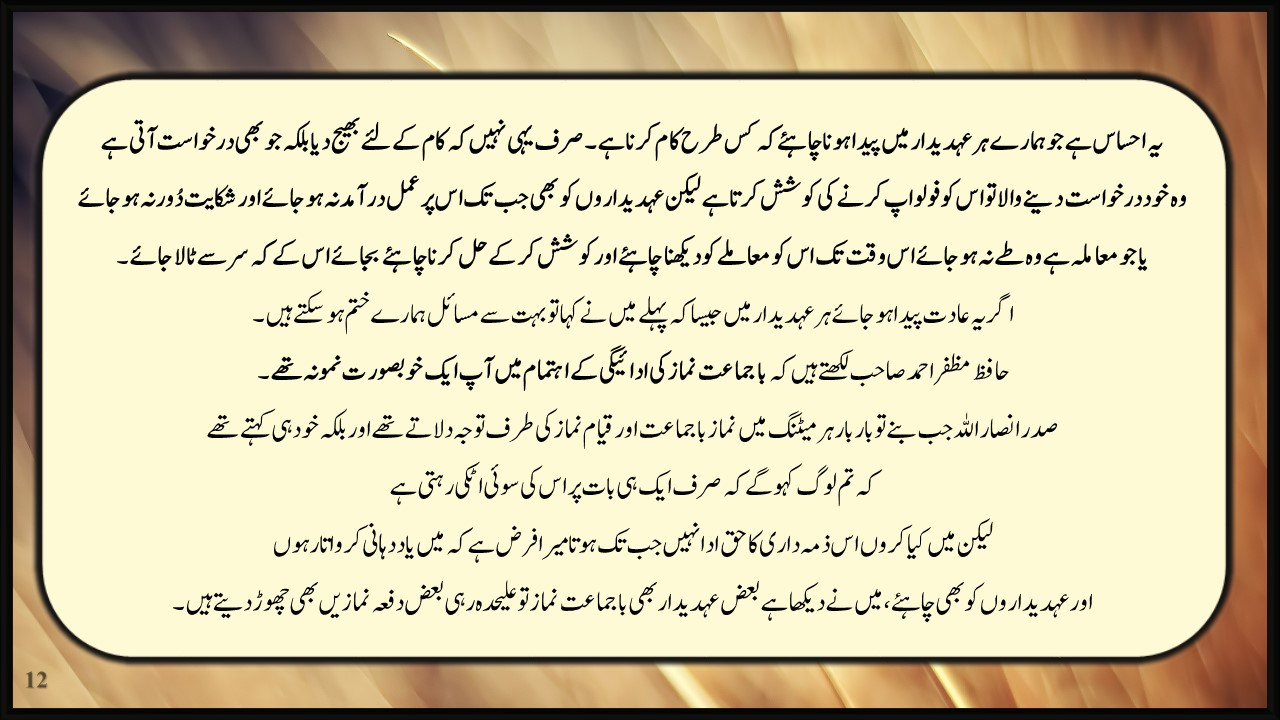 یہ احساس ہے جو ہمارے ہر عہدیدار میں پیدا ہونا چاہئے کہ کس طرح کام کرنا ہے۔ صرف یہی نہیں کہ کام کے لئے بھیج دیا بلکہ جو بھی درخواست آتی ہے
وہ خود درخواست دینے والا تو اس کو فولو اپ کرنے کی کوشش کرتا ہے لیکن عہدیداروں کو بھی جب تک اس پر عمل درآمد نہ ہو جائے اور شکایت دُور نہ ہو جائے
یا جو معاملہ ہے وہ طے نہ ہو جائے اس وقت تک اس کو معاملے کو دیکھنا چاہئے اور کوشش کر کے حل کرنا چاہئے بجائے اس کے کہ سر سے ٹالا جائے۔
اگر یہ عادت پیدا ہو جائے ہر عہدیدار میں جیسا کہ پہلے میں نے کہا تو بہت سے مسائل ہمارے ختم ہو سکتے ہیں۔
حافظ مظفر احمد صاحب لکھتے ہیں کہ باجماعت نماز کی ادائیگی کے اہتمام میں آپ ایک خوبصورت نمونہ تھے۔
صدر انصار اللہ جب بنے تو بار بار ہر میٹنگ میں نماز باجماعت اور قیام نماز کی طرف توجہ دلاتے تھے اور بلکہ خود ہی کہتے تھے
کہ تم لوگ کہو گے کہ صرف ایک ہی بات پر اس کی سوئی اٹکی رہتی ہے
لیکن میں کیا کروں اس ذمہ داری کا حق ادا نہیں جب تک ہوتا میرا فرض ہے کہ میں یاددہانی کرواتا رہوں
اور عہدیداروں کو بھی چاہئے، میں نے دیکھا ہے بعض عہدیدار بھی باجماعت نماز تو علیحدہ رہی بعض دفعہ نمازیں بھی چھوڑ دیتے ہیں۔
12